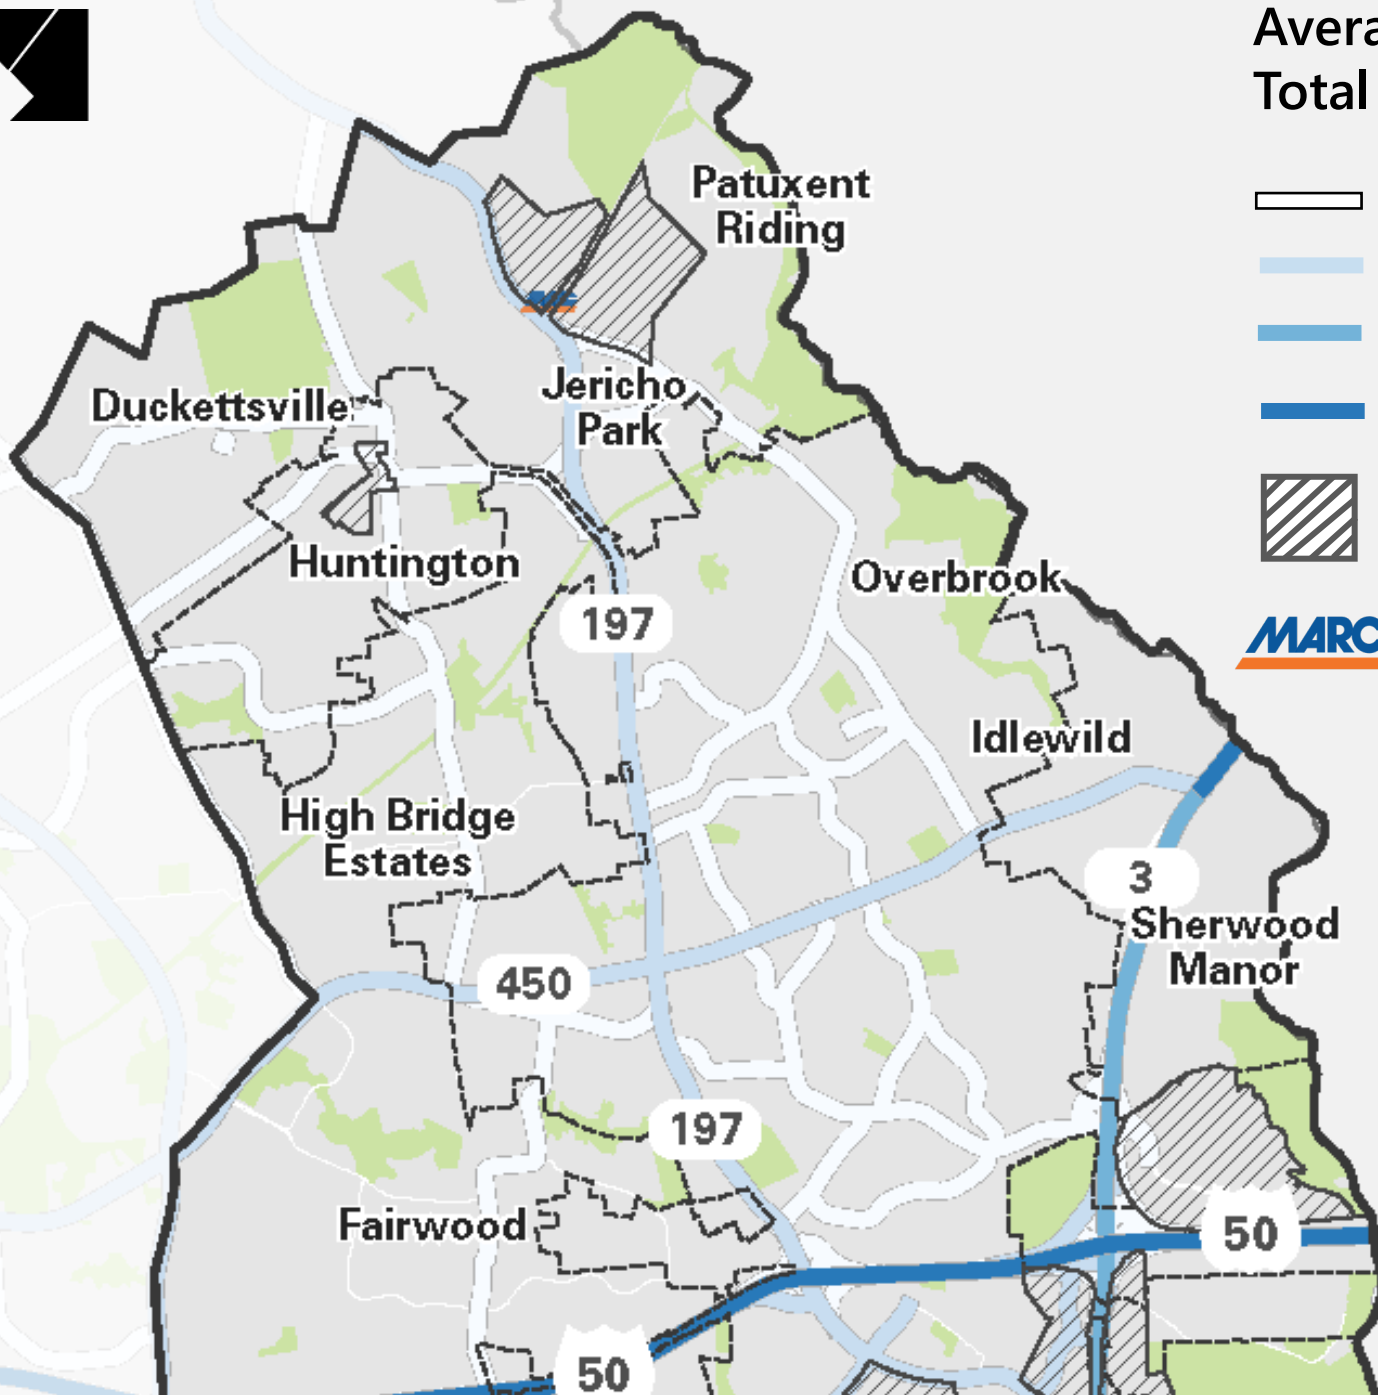 Avera
Total
Patuxent
Riding
Jericho
Park
Duckettsville
Huntington
Overbrook
197
MARC
Idlewild
High Bridge
Estates
3
Sherwood
Manor
450
197
Fairwood
50
50